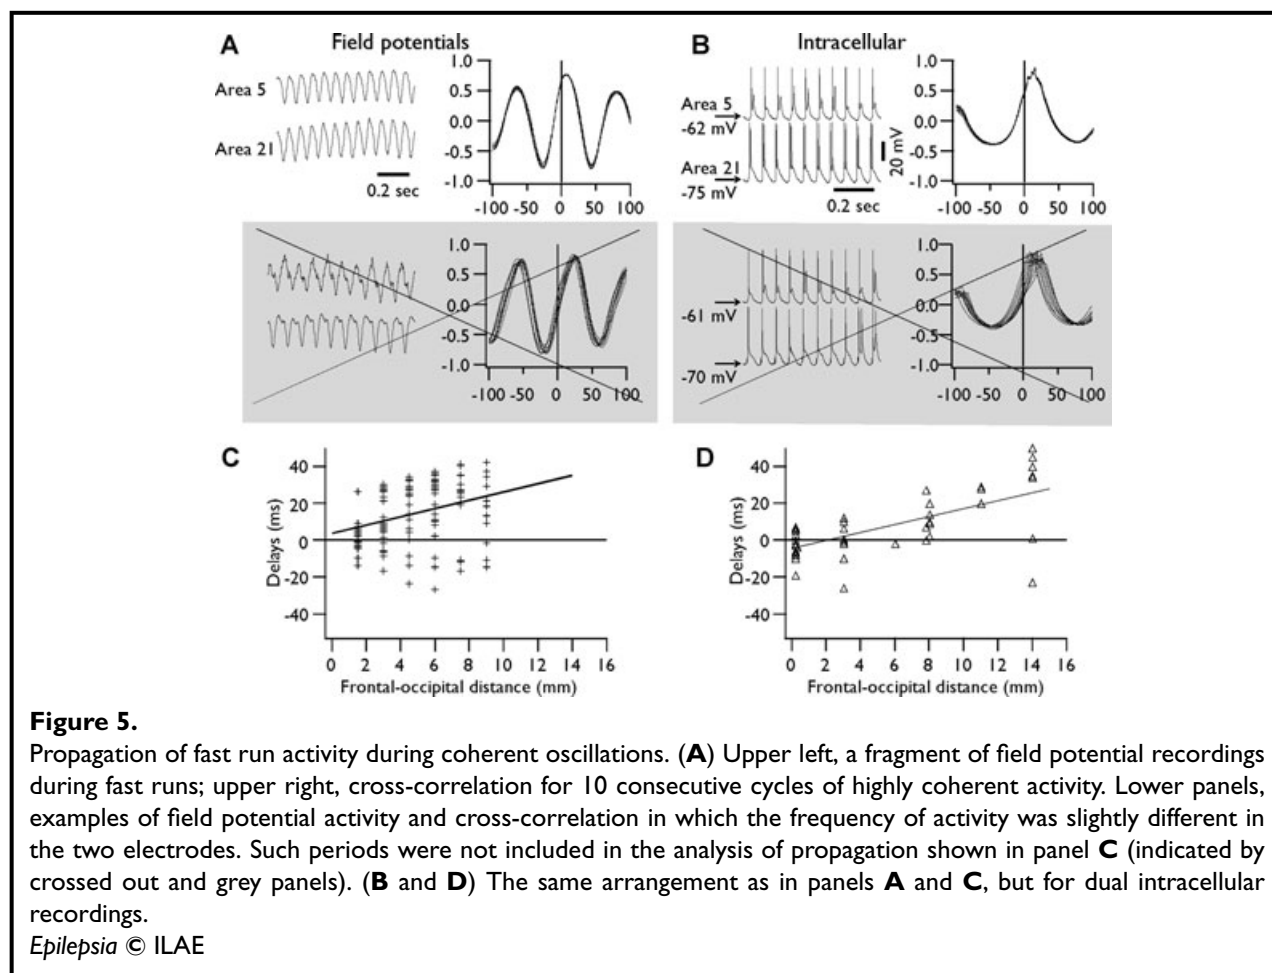 A
Field potentials
Area 5
Area 21
0.2 sec
1.0
0.5
0.0
-0.5
-1.0
-100 -50 0 50 100
B
Intracellular
Area 5
-62 mV
Area 21
-75 mV
20 mV
0.2 sec
1.0
0.5
0.0
-0.5
-1.0
-100 -50 0 50 100
1.0
0.5
0.0
-0.5
-1.0
-100 -50 0 50 100
-61 mV
-70 mV
1.0
0.5
0.0
-0.5
-1.0
-100 -50 0 50 100
C
Delays (ms)
40
20
0
-20
-40
0 2 4 6 8 10 12 14 16
Frontal-occipital distance (mm)
D
Delays (ms)
40
20
0
-20
-40
0 2 4 6 8 10 12 14 16
Frontal-occipital distance (mm)
Figure 5.
Propagation of fast run activity during coherent oscillations. (A) Upper left, a fragment of field potential recordings
during fast runs; upper right, cross-correlation for 10 consecutive cycles of highly coherent activity. Lower panels,
examples of field potential activity and cross-correlation in which the frequency of activity was slightly different in
the two electrodes. Such periods were not included in the analysis of propagation shown in panel C (indicated by
crossed out and grey panels). (B and D) The same arrangement as in panels A and C, but for dual intracellular
recordings.
Epilepsia © ILAE